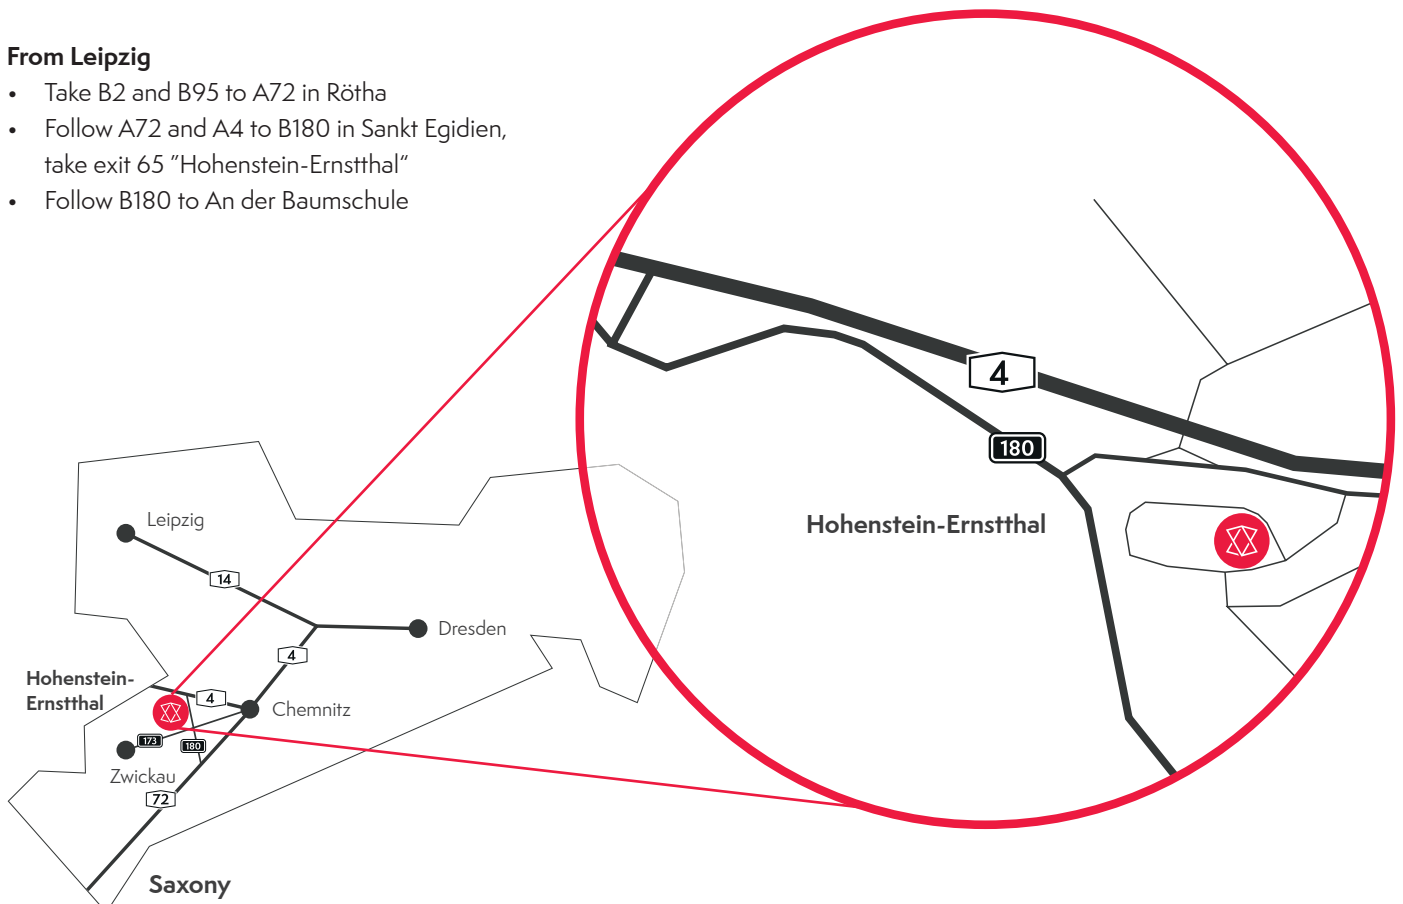 From Leipzig
• Take B2 and B95 to A72 in Rötha
• Follow A72 and A4 to B180 in Sankt Egidien,
take exit 65 ”Hohenstein-Ernstthal“
• Follow B180 to An der Baumschule
4
180
Hohenstein-Ernstthal
Leipzig
14
Dresden
4
Hohenstein-
Ernstthal
4
Chemnitz
173
180
Zwickau
72
Saxony